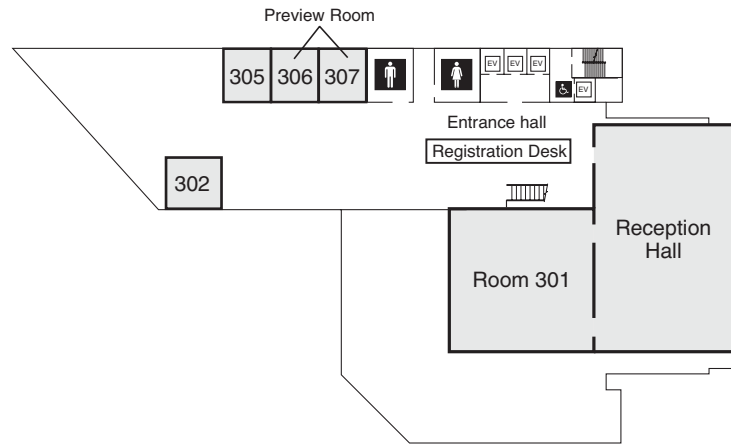 Preview Room
305
306
307
EV
EV
EV
EV
Entrance hall
Registration Desk
302
Reception
Hall
Room 301